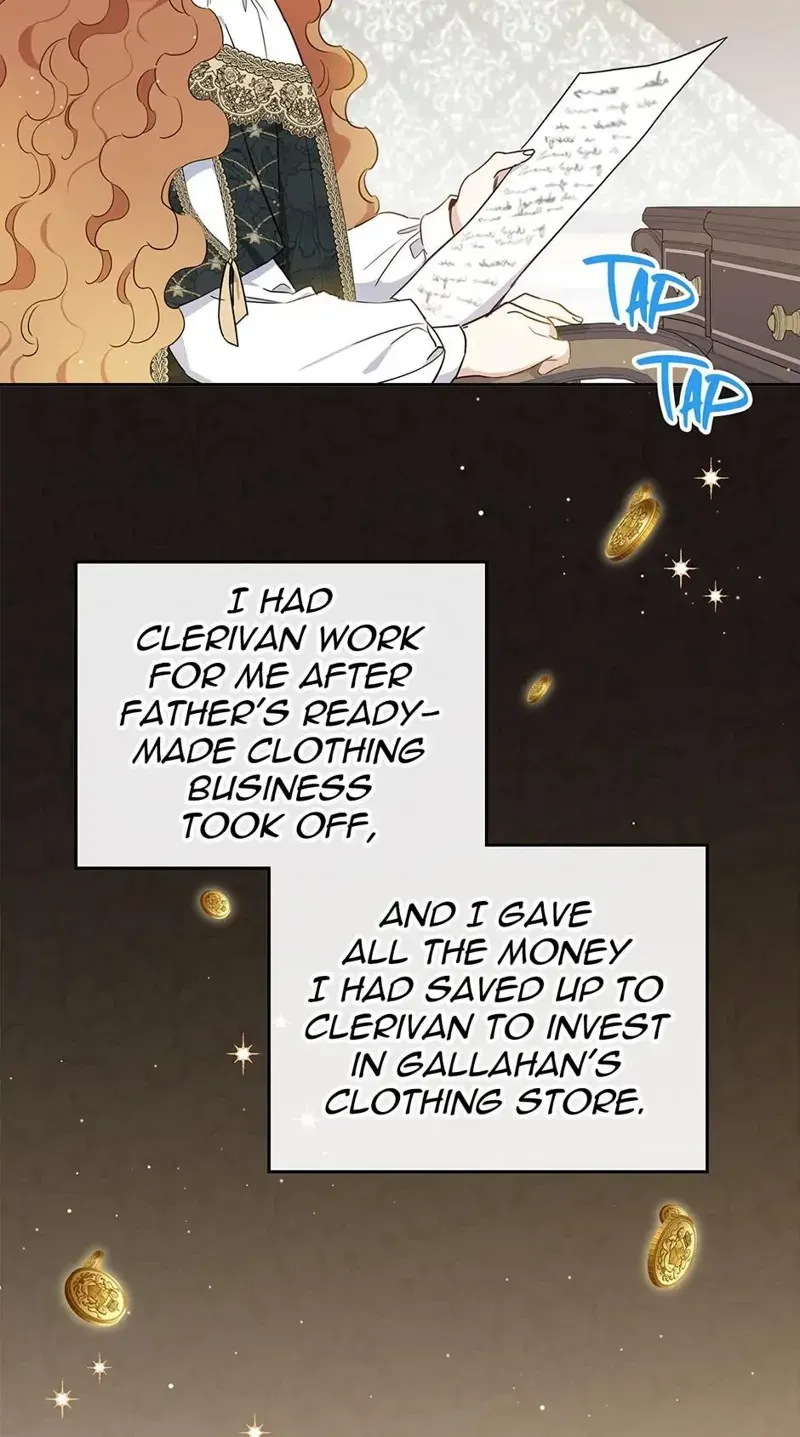 TAP
TAP
I HAD
CLERIVAN WORK
FOR ME AFTER
FATHER'S READY-
MADE CLOTHING
BUSINESS
TOOK OFF,
AND I GAVE
ALL THE MONEY
I HAD SAVED UP TO
CLERIVAN TO INVEST
IN GALLAHAN'S
CLOTHING STORE.